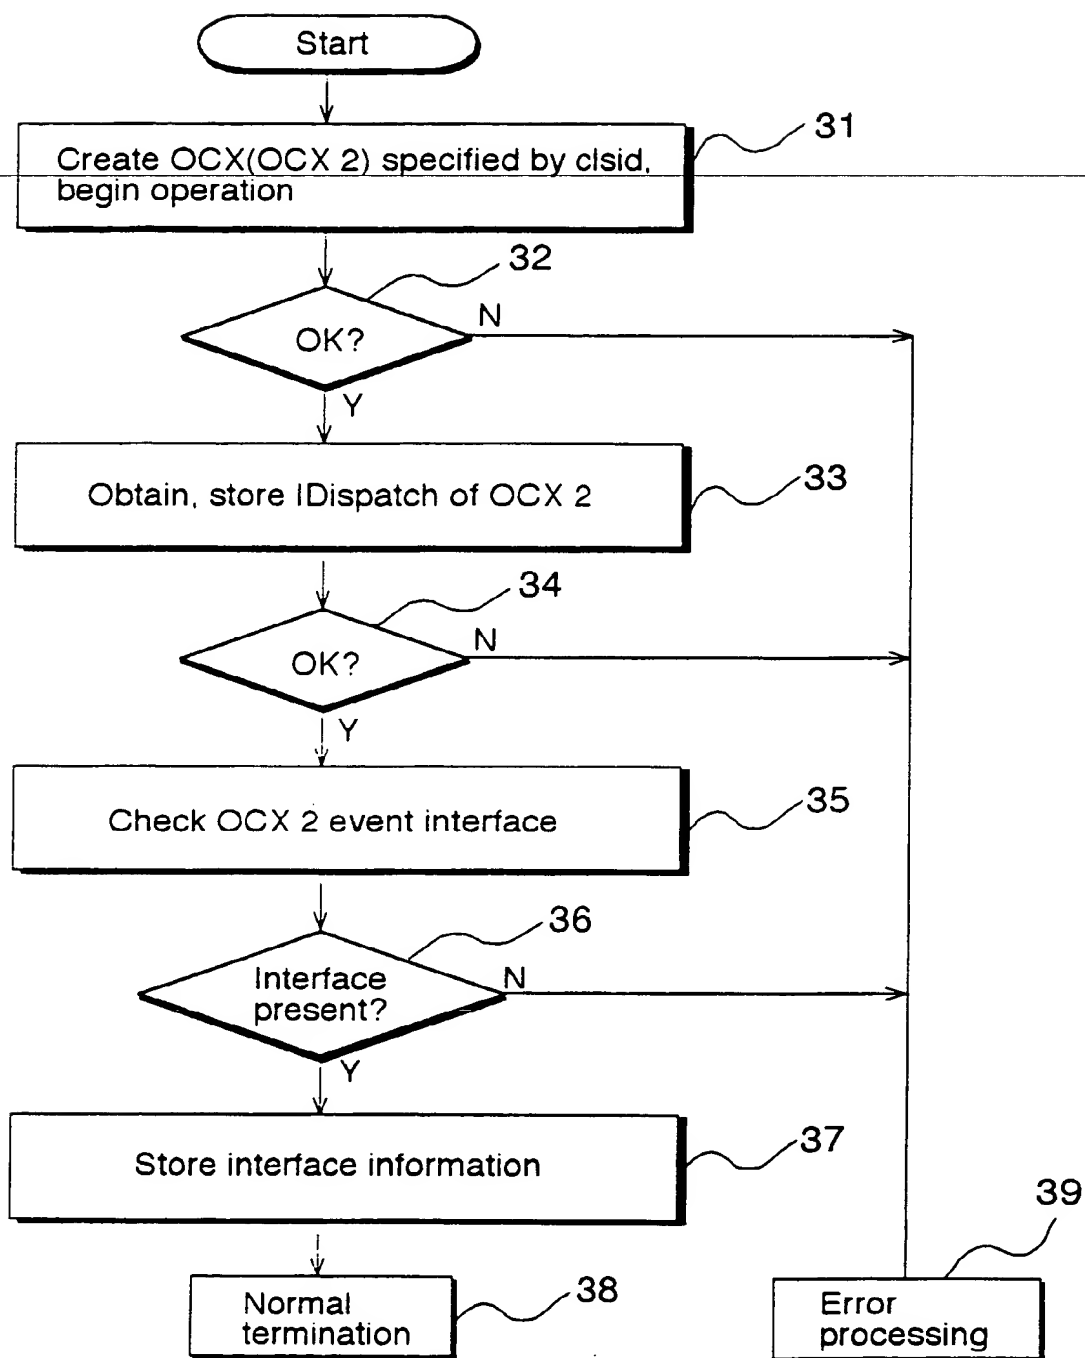 Start
31
Create OCX(OCX 2) specified by clsid,
begin operation
32
OK?
N
Y
33
Obtain, store IDispatch of OCX 2
34
OK?
N
Y
35
Check OCX 2 event interface
36
Interface
present?
N
Y
37
Store interface information
39
38
Normal
termination
Error
processing